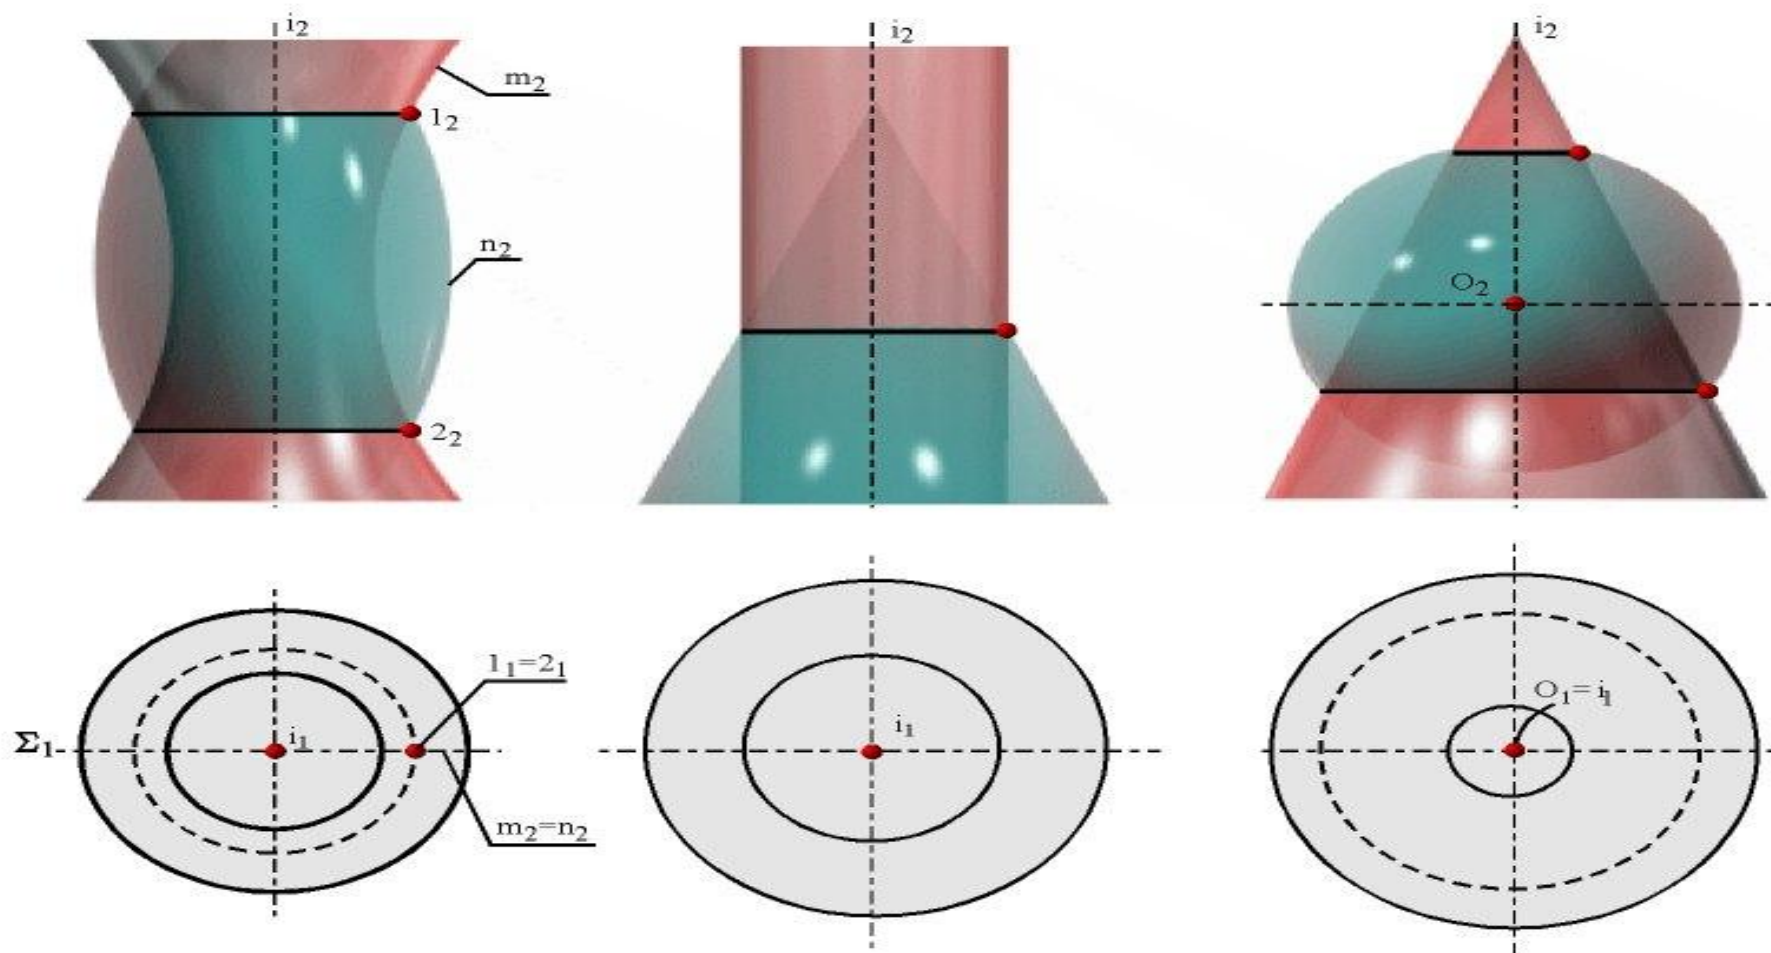 i₂
m₂
1₂
n₂
2₂
i₂
i₂
O₂
Σ₁
i₁
1₁=2₁
m₂=n₂
i₁
O₁=i₁